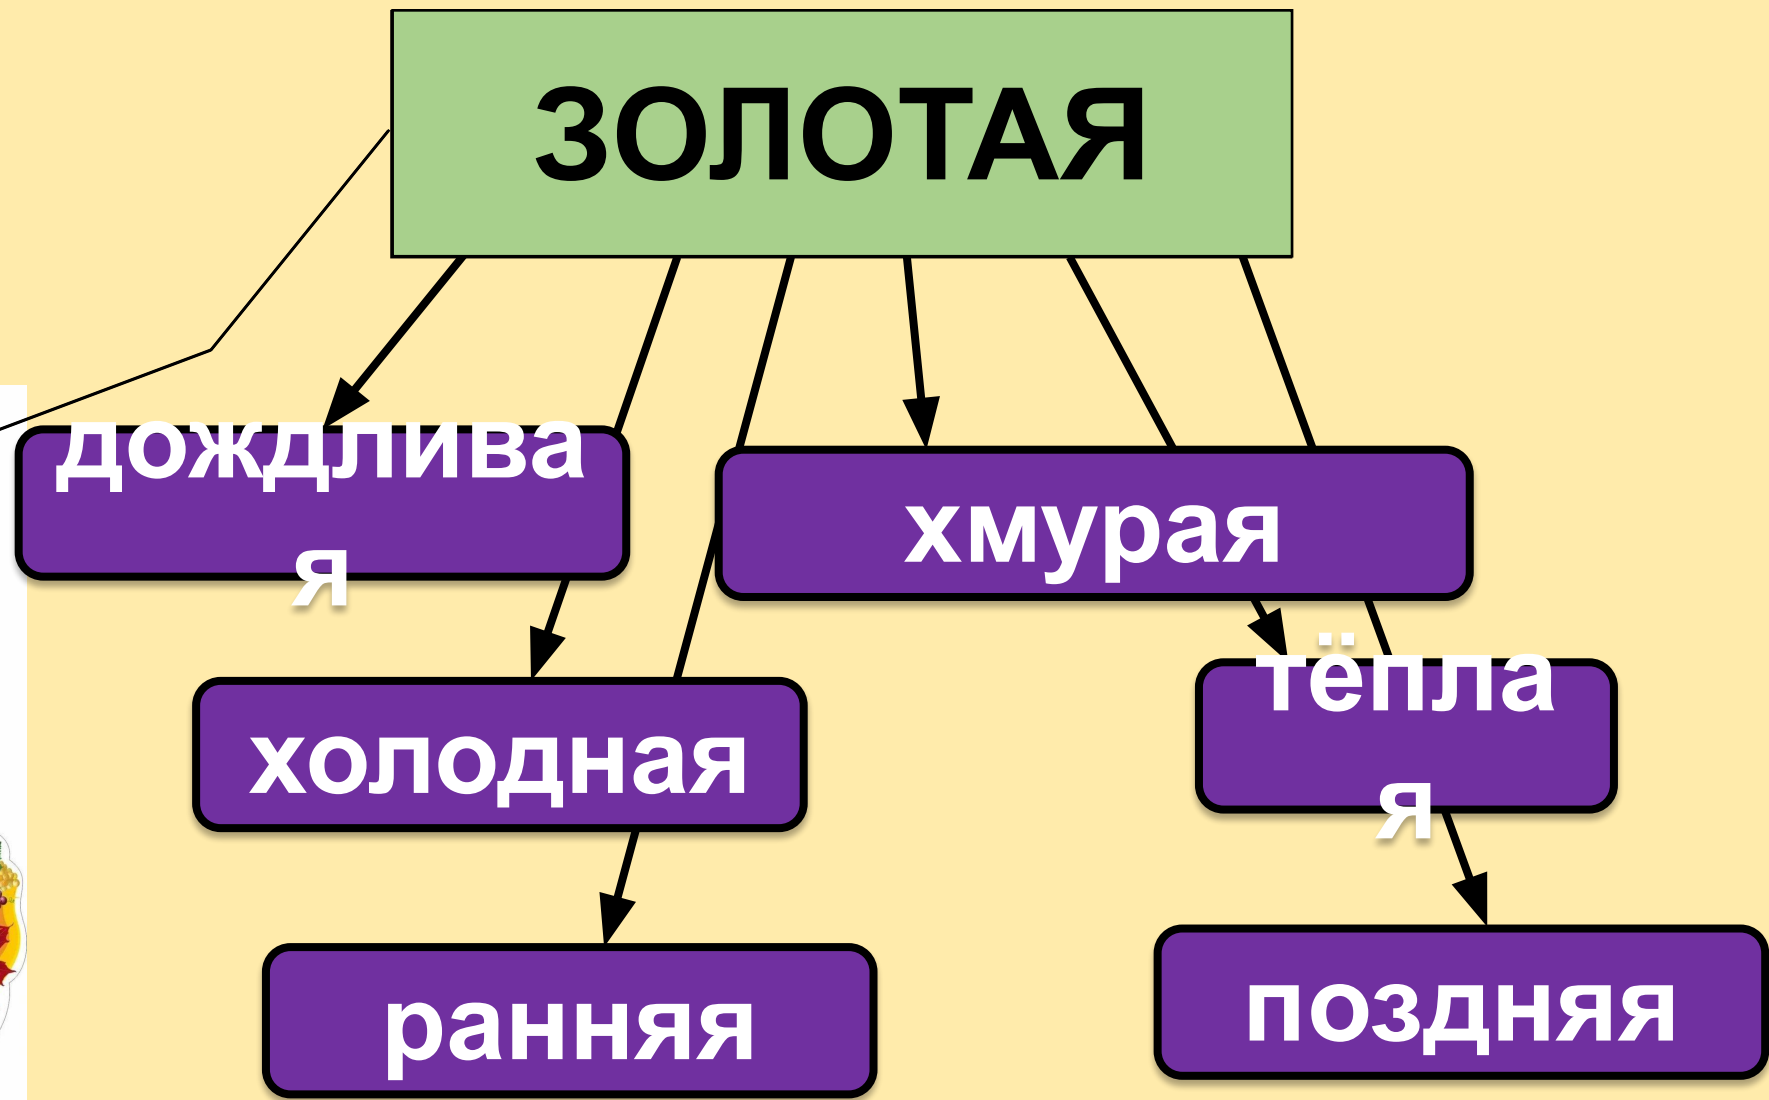 ЗОЛОТАЯ
дождлива
я
хмурая
холодная
тёпла
я
ранняя
поздняя